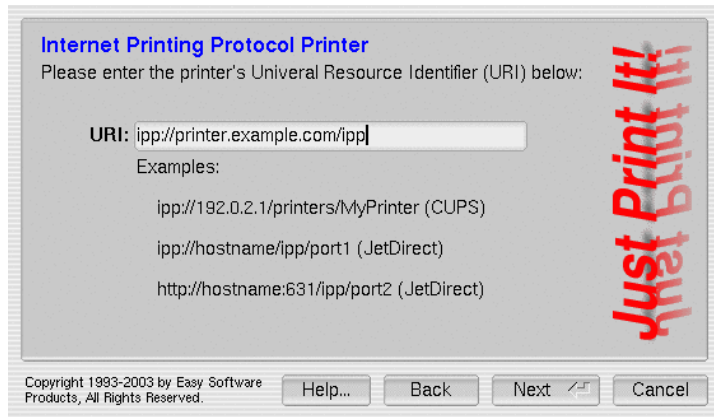 Internet Printing Protocol Printer
Please enter the printer's Univeral Resource Identifier (URI) below:
URI: ipp://printer.example.com/ipp
Examples:
ipp://192.0.2.1/printers/MyPrinter (CUPS)
ipp://hostname/ipp/port1 (JetDirect)
http://hostname:631/ipp/port2 (JetDirect)
Just Print It!
Copyright 1993-2003 by Easy Software
Products, All Rights Reserved.
Help... Back Next Cancel